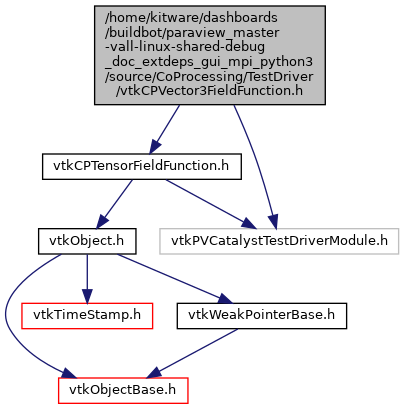 /home/kitware/dashboards
/buildbot/paraview_master
-vall-linux-shared-debug
_doc_extdeps_gui_mpi_python3
/source/CoProcessing/TestDriver
/vtkCPVector3FieldFunction.h
vtkCPTensorFieldFunction.h
vtkObject.h
vtkPVCatalystTestDriverModule.h
vtkTimeStamp.h
vtkWeakPointerBase.h
vtkObjectBase.h